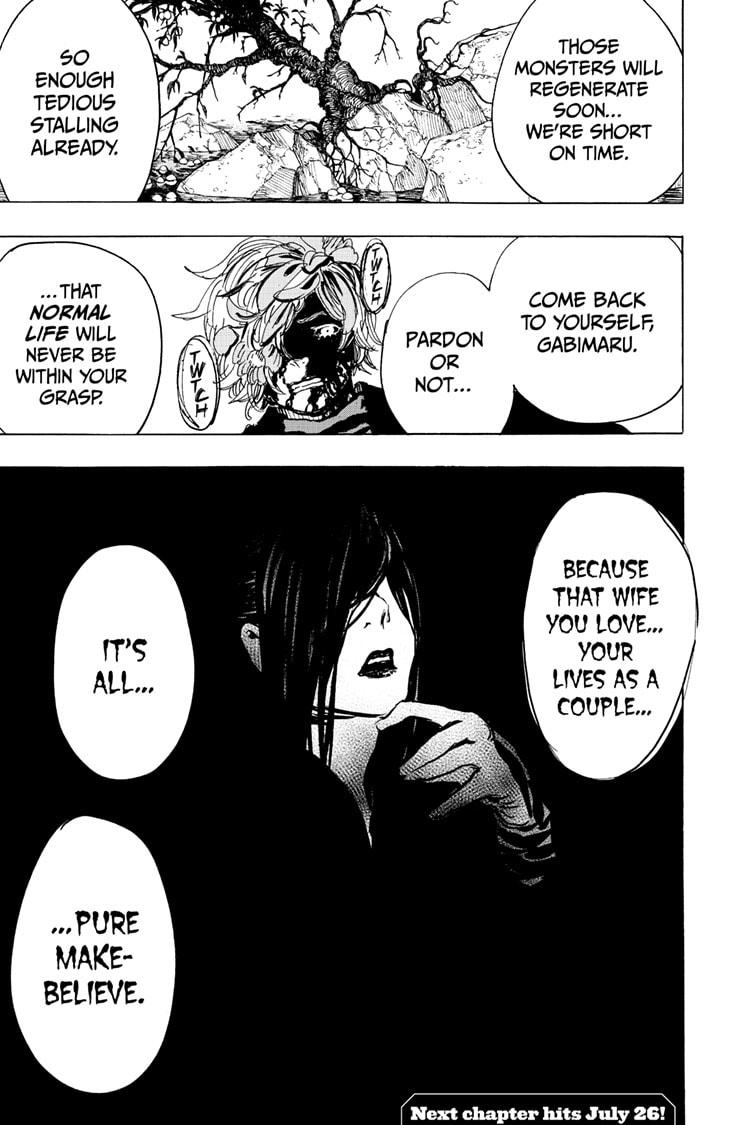 THOSE
MONSTERS WILL
REGENERATE
SOON...
WE'RE SHORT
ON TIME.
SO
ENOUGH
TEDIOUS
STALLING
ALREADY.
COME BACK
TO YOURSELF,
GABIMARU.
PARDON
OR
NOT...
TWTCH
TWTCH
...THAT
NORMAL
LIFE WILL
NEVER BE
WITHIN YOUR
GRASP.
BECAUSE
THAT WIFE
YOU LOVE...
YOUR
LIVES AS A
COUPLE...
IT'S
ALL...
...PURE
MAKE-
BELIEVE.
Next chapter hits July 26!